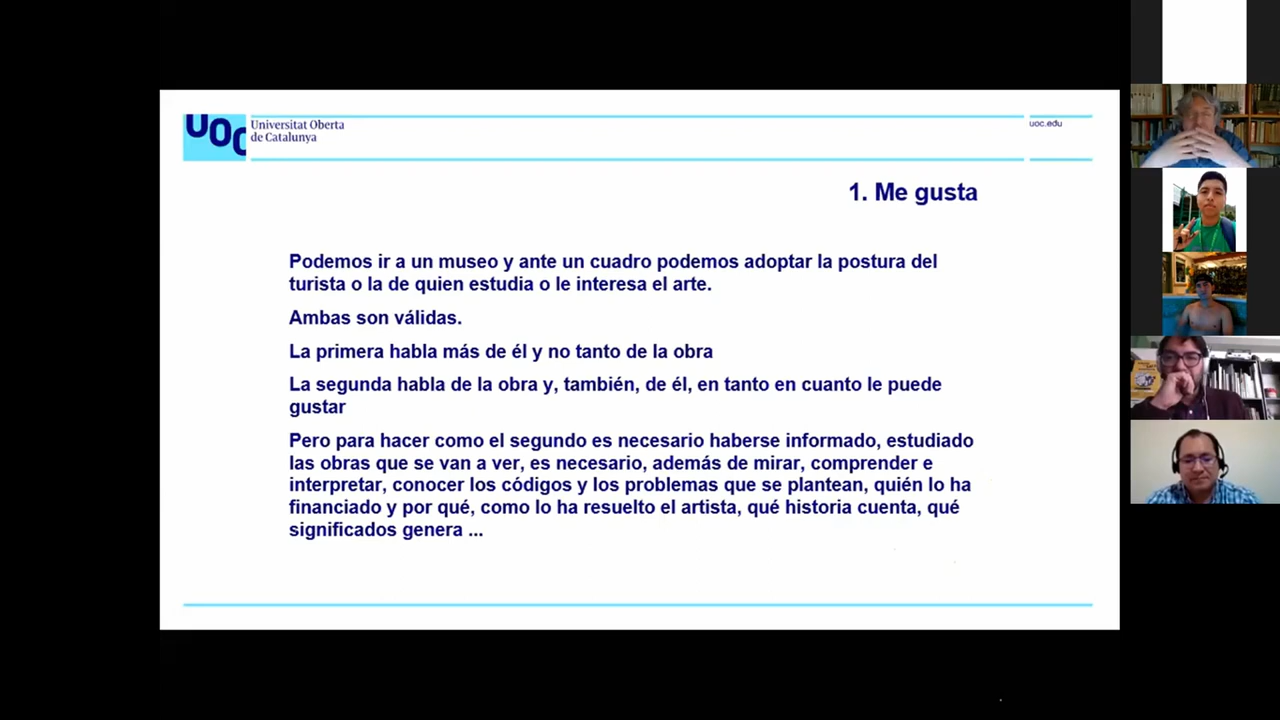 UOC
Universitat Oberta
de Catalunya
uoc.edu
1. Me gusta
Podemos ir a un museo y ante un cuadro podemos adoptar la postura del
turista o la de quien estudia o le interesa el arte.
Ambas son válidas.
La primera habla más de él y no tanto de la obra
La segunda habla de la obra y, también, de él, en tanto en cuanto le puede
gustar
Pero para hacer como el segundo es necesario haberse informado, estudiado
las obras que se van a ver, es necesario, además de mirar, comprender e
interpretar, conocer los códigos y los problemas que se plantean, quién lo ha
financiado y por qué, como lo ha resuelto el artista, qué historia cuenta, qué
significados genera ...